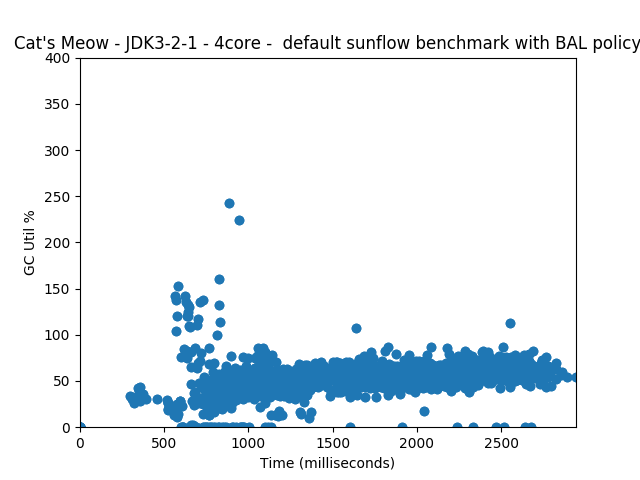 Cat's Meow - JDK3-2-1 - 4core -  default sunflow benchmark with BAL policy
400
350
300
250
200
150
100
50
0
GC Util %
0 500 1000 1500 2000 2500
Time (milliseconds)